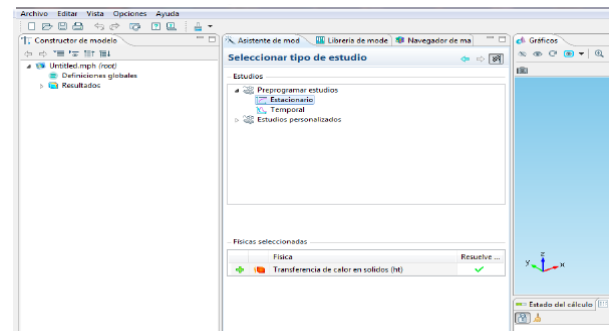 Archivo Editar Vista Opciones Ayuda
Constructor de modelo
Untitled.mph (root)
Definiciones globales
Resultados
Asistente de mod
Librería de mode
Navegador de ma
Seleccionar tipo de estudio
Estudios
Preprogramar estudios
Estacionario
Temporal
Estudios personalizados
Físicas seleccionadas
Física Resuelve ...
Transferencia de calor en solidos (ht)
Gráficos
z
y x
Estado del cálculo